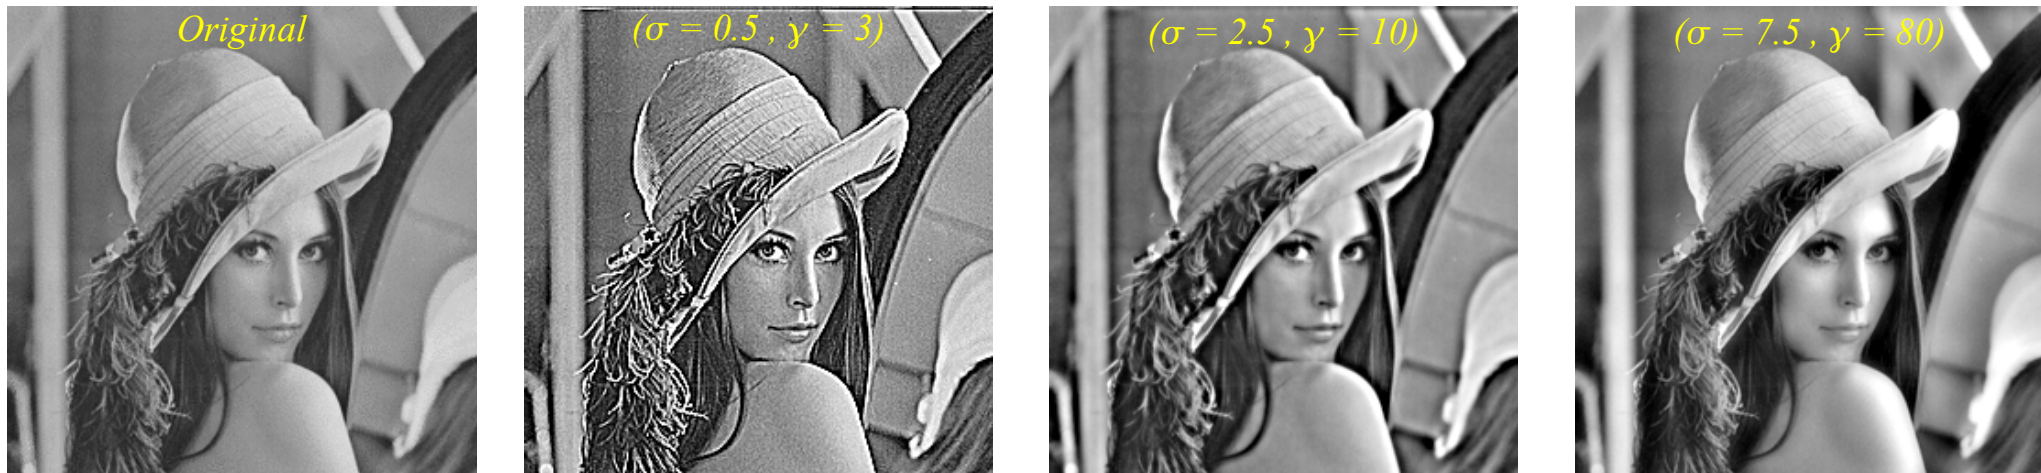 Original
(σ = 0.5 , γ = 3)
(σ = 2.5 , γ = 10)
(σ = 7.5 , γ = 80)